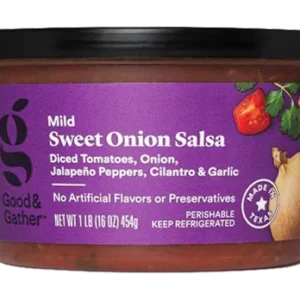 Mild
Sweet Onion Salsa
Diced Tomatoes, Onion,
Jalapeño Peppers, Cilantro & Garlic
No Artificial Flavors or Preservatives
NET WT 1 LB (16 OZ) 454g
PERISHABLE
KEEP REFRIGERATED
MADE IN
TEXAS
g
Good &
Gather™